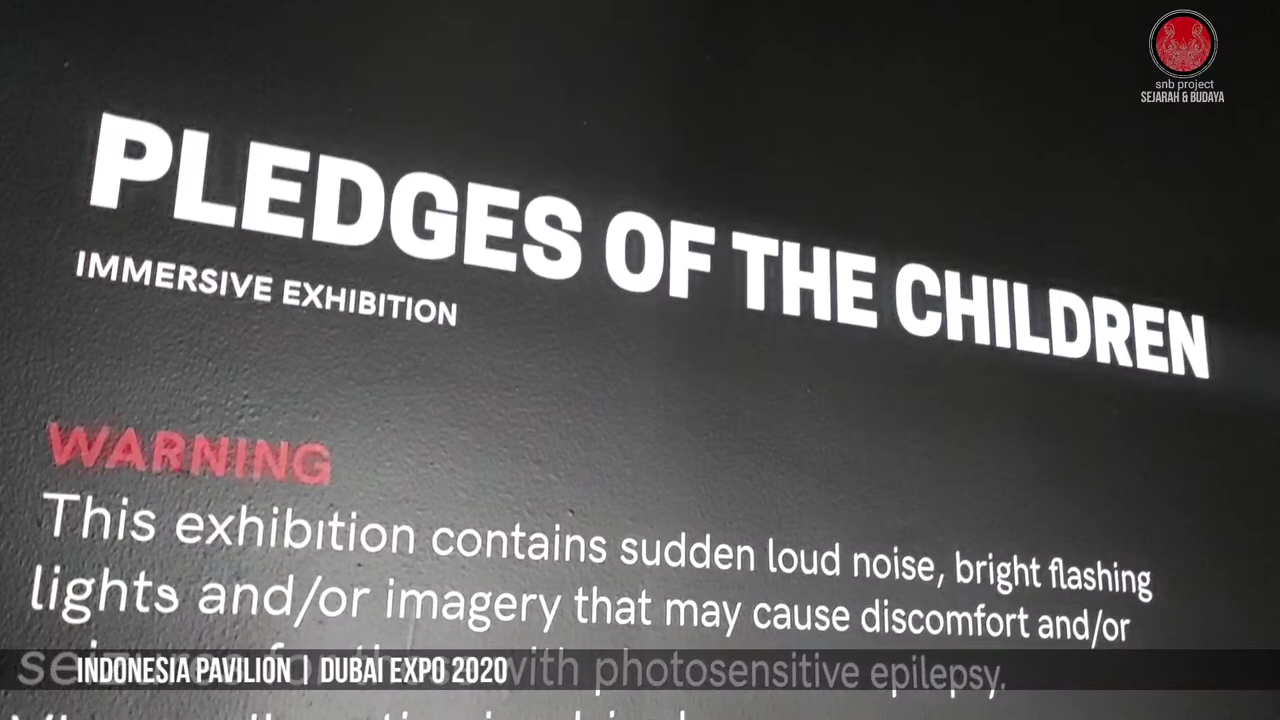 snb project
SEJARAH & BUDAYA
PLEDGES OF THE CHILDREN
IMMERSIVE EXHIBITION
WARNING
This exhibition contains sudden loud noise, bright flashing
lights and/or imagery that may cause discomfort and/or
with photosensitive epilepsy.
INDONESIA PAVILION | DUBAI EXPO 2020